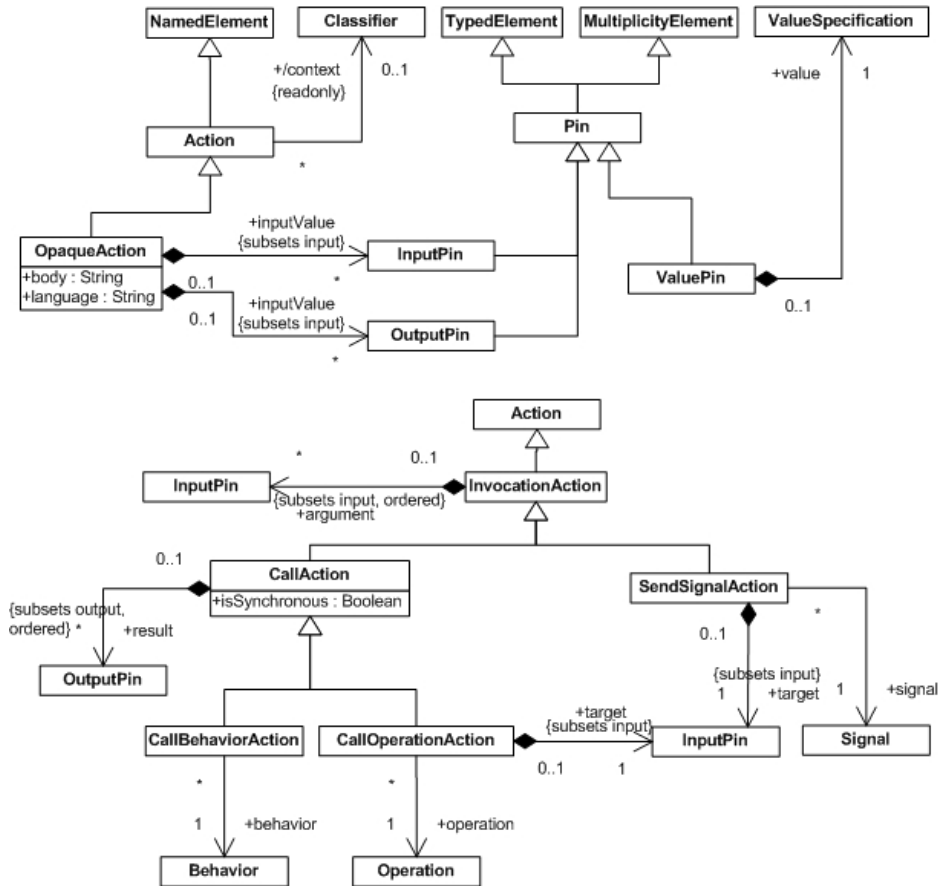 NamedElement
Classifier
TypedElement
MultiplicityElement
ValueSpecification
+/context
{readonly}
0..1
+value
1
Action
*
Pin
OpaqueAction
+body : String
+language : String
+inputValue
{subsets input}
0..1
*
InputPin
ValuePin
0..1
0..1
+inputValue
{subsets input}
*
OutputPin
Action
*
0..1
InputPin
InvocationAction
{subsets input, ordered}
+argument
0..1
CallAction
+isSynchronous : Boolean
SendSignalAction
{subsets output,
ordered} *
+result
0..1
*
OutputPin
{subsets input}
1
+target
1
+signal
CallBehaviorAction
CallOperationAction
+target
{subsets input}
0..1
1
InputPin
Signal
*
*
1
+behavior
1
+operation
Behavior
Operation